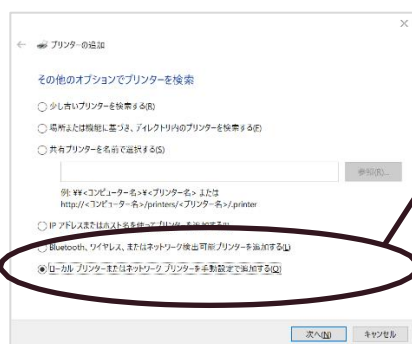 プリンターの追加
その他のオプションでプリンターを検索
少し古いプリンターを検索する(R)
場所または機能に基づき、ディレクトリ内のプリンターを検索する(F)
共有プリンターを名前で選択する(S)
参照(R)...
例: ¥¥<コンピューター名>¥<プリンター名> または
http://<コンピューター名>/printers/<プリンター名>/.printer
IP アドレスまたはホスト名を使ってプリンターを追加する(I)
Bluetooth、ワイヤレス、またはネットワーク検出可能プリンターを追加する(L)
ローカル プリンターまたはネットワーク プリンターを手動設定で追加する(O)
次へ(N)
キャンセル